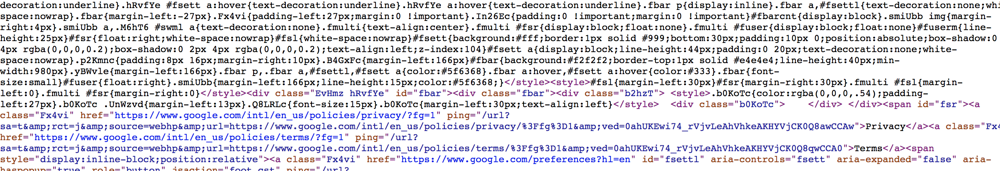 decoration:underline}.hRvfYe #fsett a:hover{text-decoration:underline}.hRvfYe a:hover{text-decoration:underline}.fbar p{display:inline}.fbar a,#fsettl{text-decoration:none;whi
space:nowrap}.fbar{margin-left:-27px}.Fx4vi{padding-left:27px;margin:0 !important}.In26Ec{padding:0 !important;margin:0 !important}#fbarcnt{display:block}.smiUbb img{margin-
right:4px}.smiUbb a,.M6hT6 #swml a{text-decoration:none}.fmulti{text-align:center}.fmulti #fsr{display:block;float:none}.fmulti #fuser{display:block;float:none}#fuserm{line-
height:25px}#fsr{float:right;white-space:nowrap}#fsl{white-space:nowrap}#fsett{background:#fff;border:1px solid #999;bottom:30px;padding:10px 0;position:absolute;box-shadow:0
4px rgba(0,0,0,0.2);box-shadow:0 2px 4px rgba(0,0,0,0.2);text-align:left;z-index:104}#fsett a{display:block;line-height:44px;padding:0 20px;text-decoration:none;white-
space:nowrap}.p2Kmnc{padding:8px 16px;margin-right:10px}.B4GxFc{margin-left:166px}#fbar{background:#f2f2f2;border-top:1px solid #e4e4e4;line-height:40px;min-
width:980px}.yBWvle{margin-left:166px}.fbar p,.fbar a,#fsettl,#fsett a{color:#5f6368}.fbar a:hover,#fsett a:hover{color:#333}.fbar{font-
size:small}#fuser{float:right}.smiUbb{margin-left:166px;line-height:15px;color:#5f6368;}</style><style>#fsl{margin-left:30px}#fsr{margin-right:30px}.fmulti #fsl{margin-
left:0}.fmulti #fsr{margin-right:0}</style><div class="EvHmz hRvfYe" id="fbar"><div class="fbar"><div class="b2hzT"> <style>.b0KoTc{color:rgba(0,0,0,.54);padding-
left:27px}.b0KoTc .UnWzvd{margin-left:13px}.Q8LRLc{font-size:15px}.b0KoTc{margin-left:30px;text-align:left}</style>  <div class="b0KoTc">    </div> </div><span id="fsr"><a
class="Fx4vi" href="https://www.google.com/intl/en_us/policies/privacy/?fg=1" ping="/url?
sa=t&amp;rct=j&amp;source=webhp&amp;url=https://www.google.com/intl/en_us/policies/privacy/%3Ffg%3D1&amp;ved=0ahUKEwi74_rVjvLeAhVhkeAKHYVjCK0Q8awCCAw">Privacy</a><a class="Fx4
href="https://www.google.com/intl/en_us/policies/terms/?fg=1" ping="/url?
sa=t&amp;rct=j&amp;source=webhp&amp;url=https://www.google.com/intl/en_us/policies/terms/%3Ffg%3D1&amp;ved=0ahUKEwi74_rVjvLeAhVhkeAKHYVjCK0Q8qwCCA0">Terms</a><span
style="display:inline-block;position:relative"><a class="Fx4vi" href="https://www.google.com/preferences?hl=en" id="fsettl" aria-controls="fsett" aria-expanded="false" aria-
haspopup="true" role="button" jsaction="foot.cst" ping="/url?